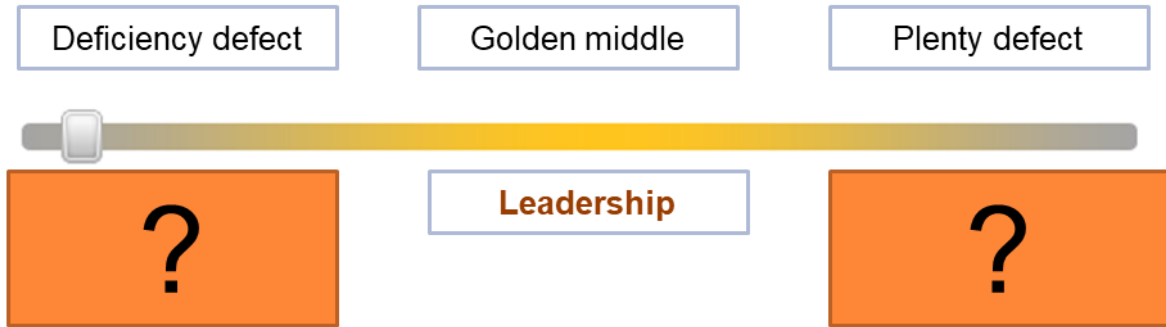 Deficiency defect
Golden middle
Plenty defect
?
Leadership
?